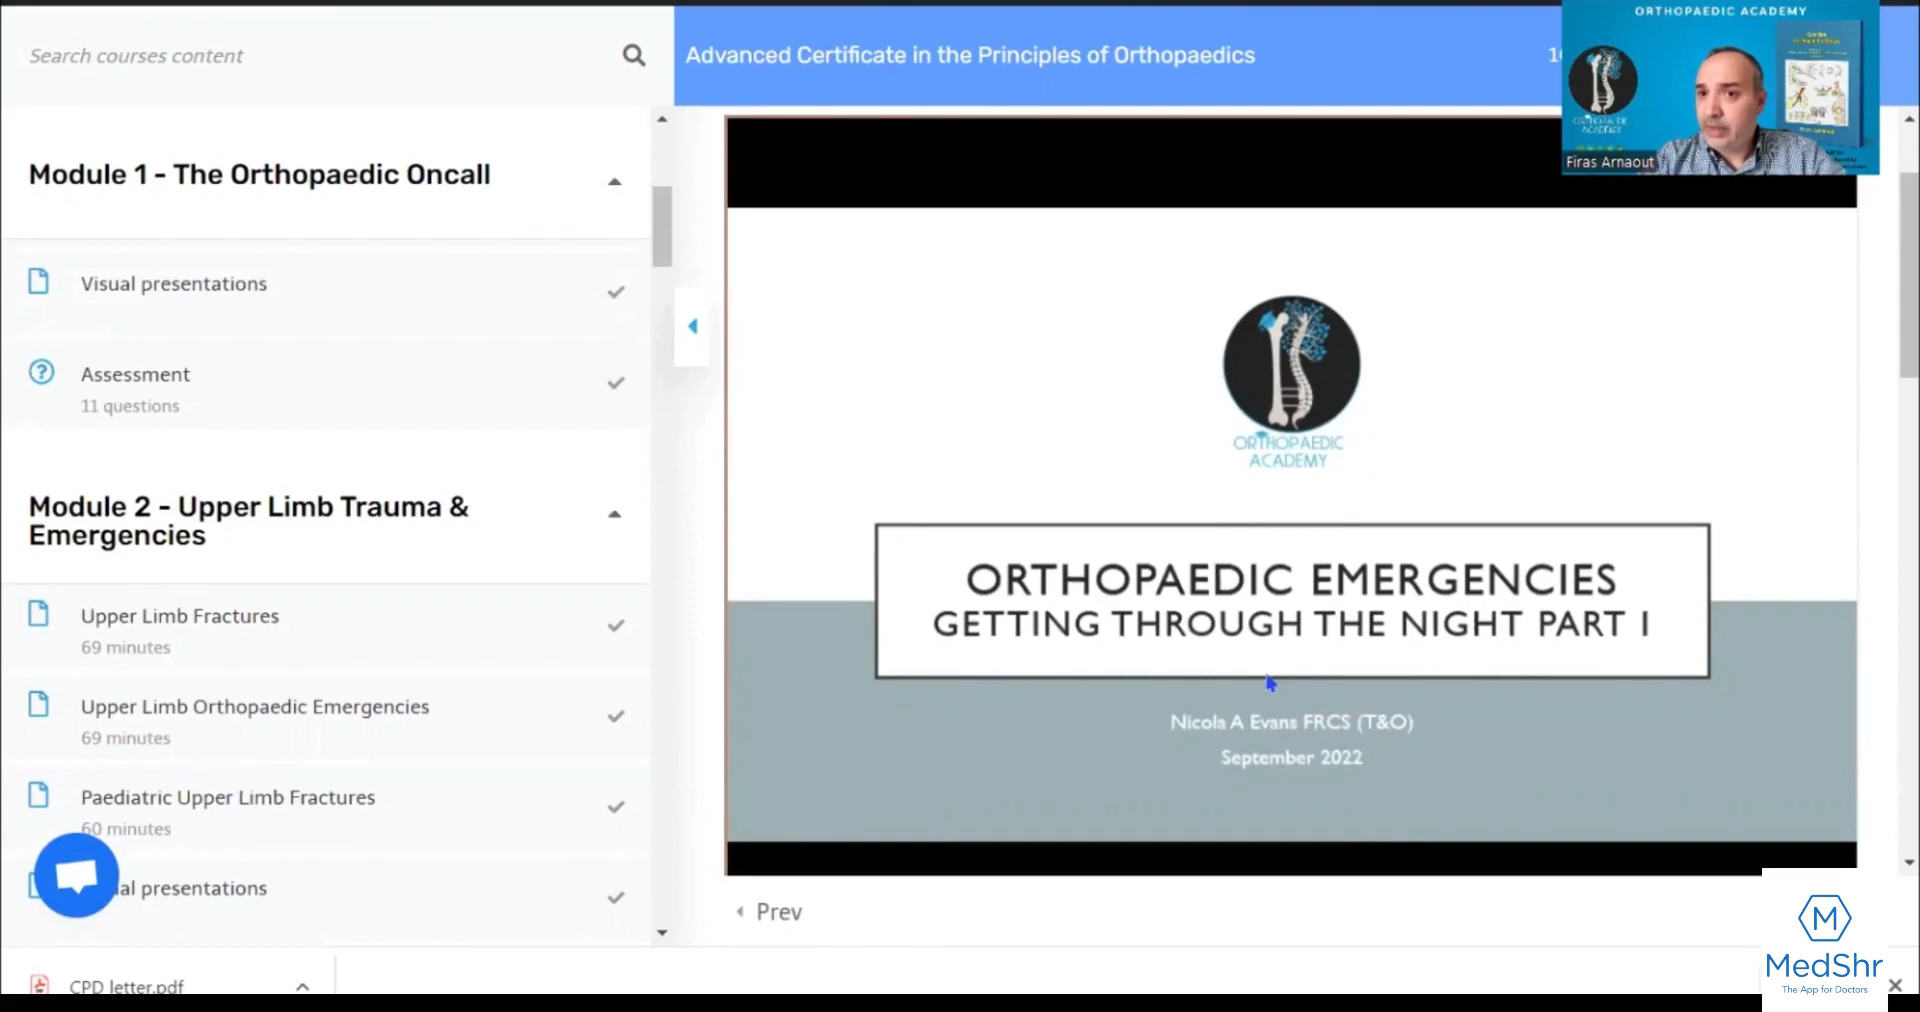 Search courses content
Module 1 - The Orthopaedic Oncall
Visual presentations
Assessment
11 questions
Module 2 - Upper Limb Trauma &
Emergencies
Upper Limb Fractures
69 minutes
Upper Limb Orthopaedic Emergencies
69 minutes
Paediatric Upper Limb Fractures
60 minutes
al presentations
CPD letter.pdf
Advanced Certificate in the Principles of Orthopaedics
ORTHOPAEDIC ACADEMY
ORTHOPAEDIC
ACADEMY
Firas Arnaout
ORTHOPAEDIC
ACADEMY
ORTHOPAEDIC EMERGENCIES
GETTING THROUGH THE NIGHT PART I
Nicola A Evans FRCS (T&O)
September 2022
Prev
M
MedShr
The App for Doctors